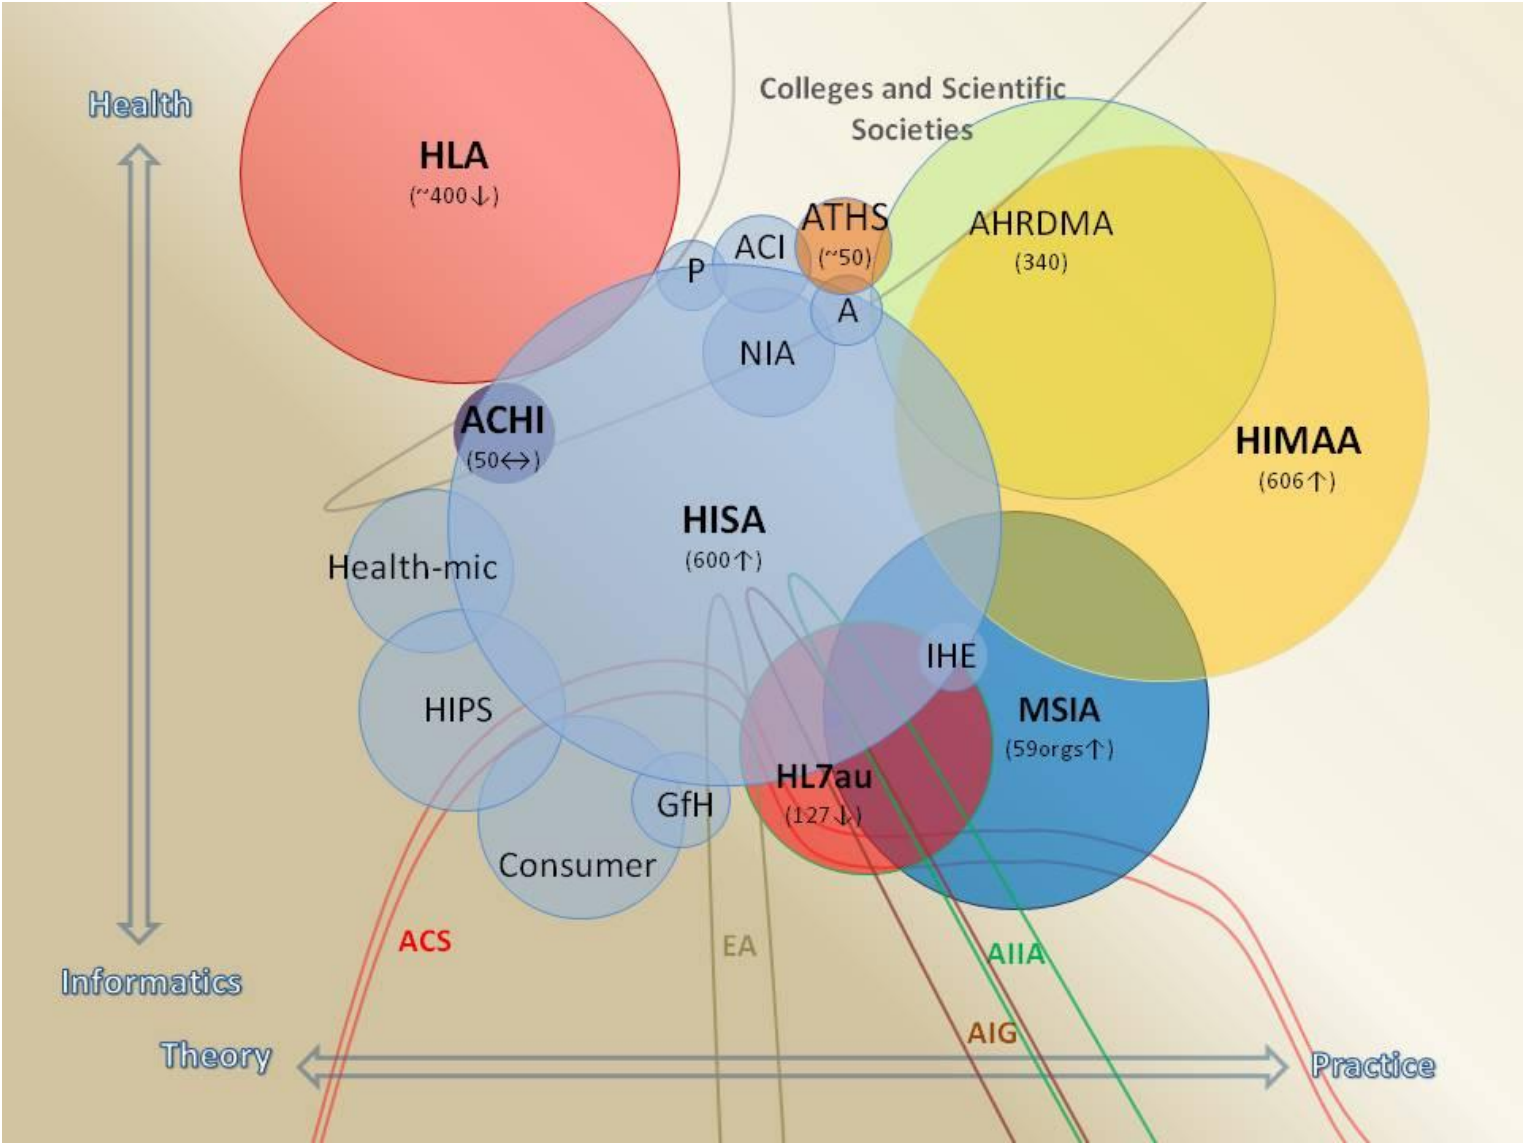 Colleges and Scientific
Societies
Health
HLA
(~400↓)
ATHS
(~50)
ACI
P
A
NIA
AHRDMA
(340)
ACHI
(50↔)
HIMAA
(606↑)
HISA
(600↑)
Health-mic
IHE
HIPS
MSIA
(59orgs↑)
HL7au
(127↓)
GfH
Consumer
ACS
EA
AIIA
Informatics
AIG
Theory
Practice